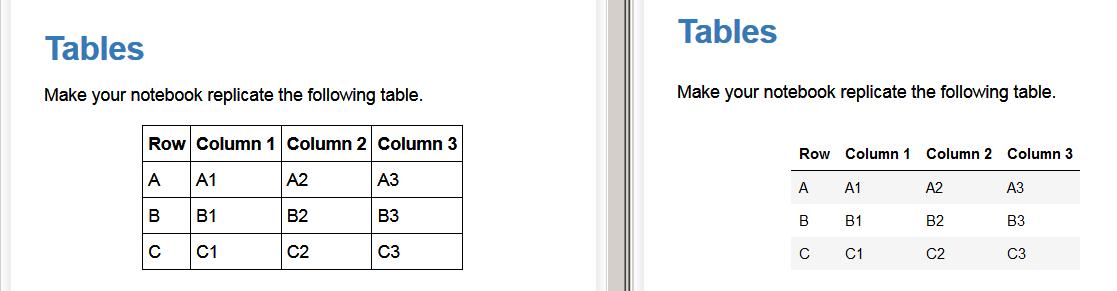 Tables
Make your notebook replicate the following table.
Row Column 1 Column 2 Column 3
A A1 A2 A3
B B1 B2 B3
C C1 C2 C3
Tables
Make your notebook replicate the following table.
Row Column 1 Column 2 Column 3
A A1 A2 A3
B B1 B2 B3
C C1 C2 C3